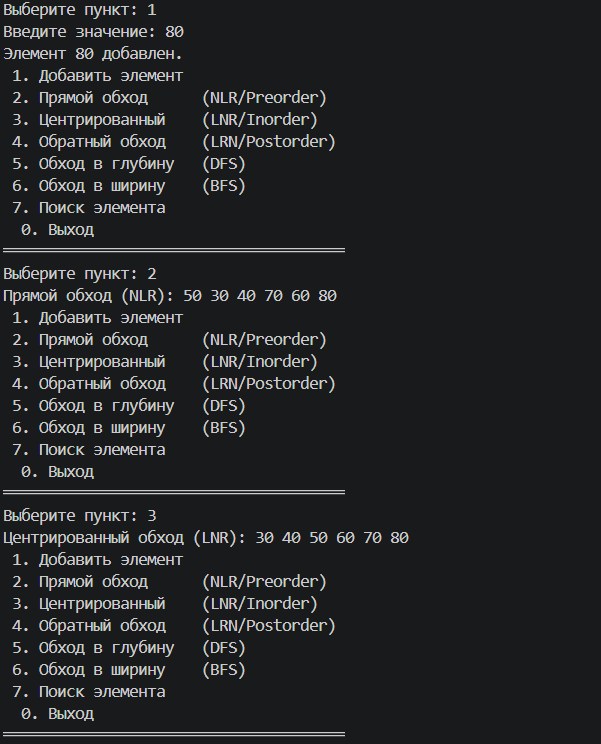 Выберите пункт: 1
Введите значение: 80
Элемент 80 добавлен.
1. Добавить элемент
2. Прямой обход (NLR/Preorder)
3. Центрированный (LNR/Inorder)
4. Обратный обход (LRN/Postorder)
5. Обход в глубину (DFS)
6. Обход в ширину (BFS)
7. Поиск элемента
0. Выход
Выберите пункт: 2
Прямой обход (NLR): 50 30 40 70 60 80
1. Добавить элемент
2. Прямой обход (NLR/Preorder)
3. Центрированный (LNR/Inorder)
4. Обратный обход (LRN/Postorder)
5. Обход в глубину (DFS)
6. Обход в ширину (BFS)
7. Поиск элемента
0. Выход
Выберите пункт: 3
Центрированный обход (LNR): 30 40 50 60 70 80
1. Добавить элемент
2. Прямой обход (NLR/Preorder)
3. Центрированный (LNR/Inorder)
4. Обратный обход (LRN/Postorder)
5. Обход в глубину (DFS)
6. Обход в ширину (BFS)
7. Поиск элемента
0. Выход